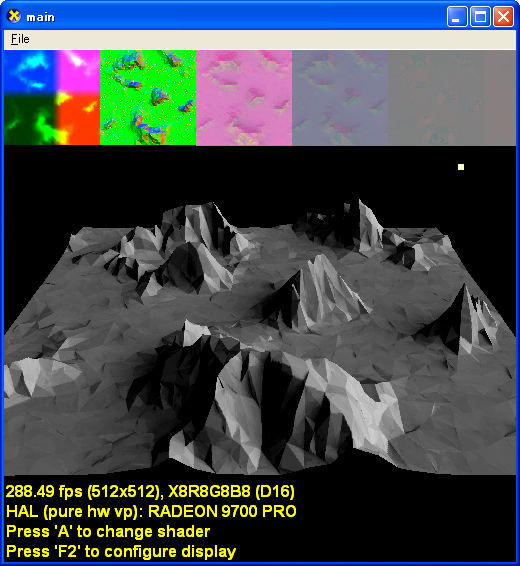 main
File
288.49 fps (512x512), X8R8G8B8 (D16)
HAL (pure hw vp): RADEON 9700 PRO
Press 'A' to change shader
Press 'F2' to configure display